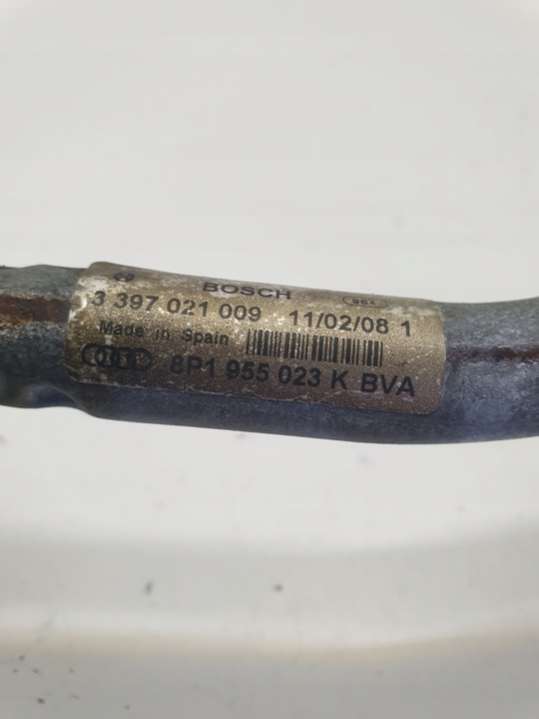 BOSCH
3 397 021 009 11/02/08 1
Made in Spain
8P1 955 023 K BVA